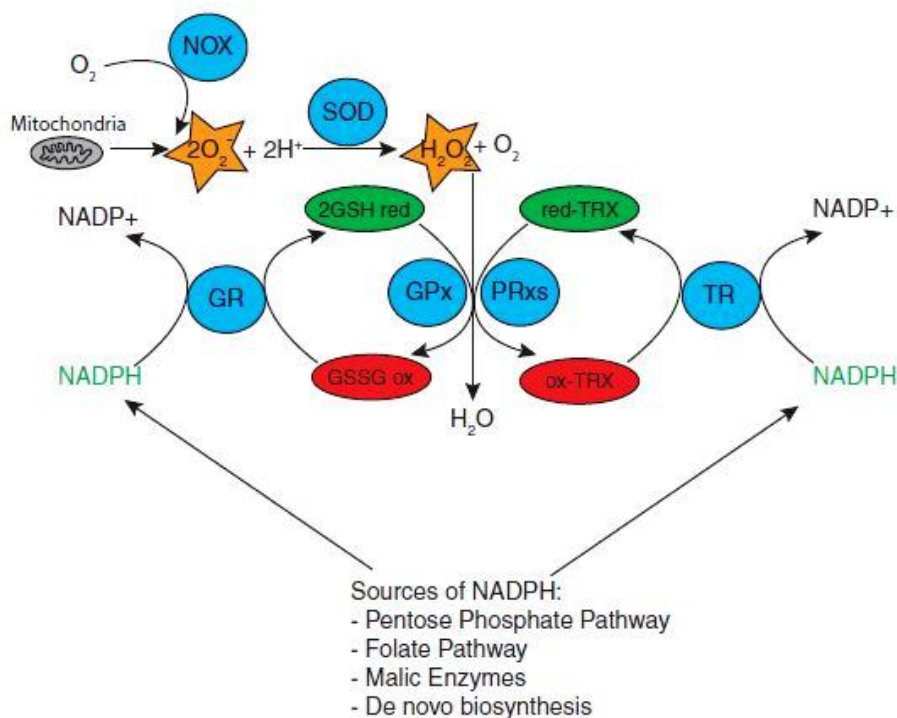 NOX
O₂
SOD
Mitochondria
2O₂⁻ + 2H⁺
H₂O₂ + O₂
NADP+
2GSH red
red-TRX
NADP+
GR
GPx
PRxs
TR
NADPH
GSSG ox
ox-TRX
NADPH
H₂O
Sources of NADPH:
- Pentose Phosphate Pathway
- Folate Pathway
- Malic Enzymes
- De novo biosynthesis